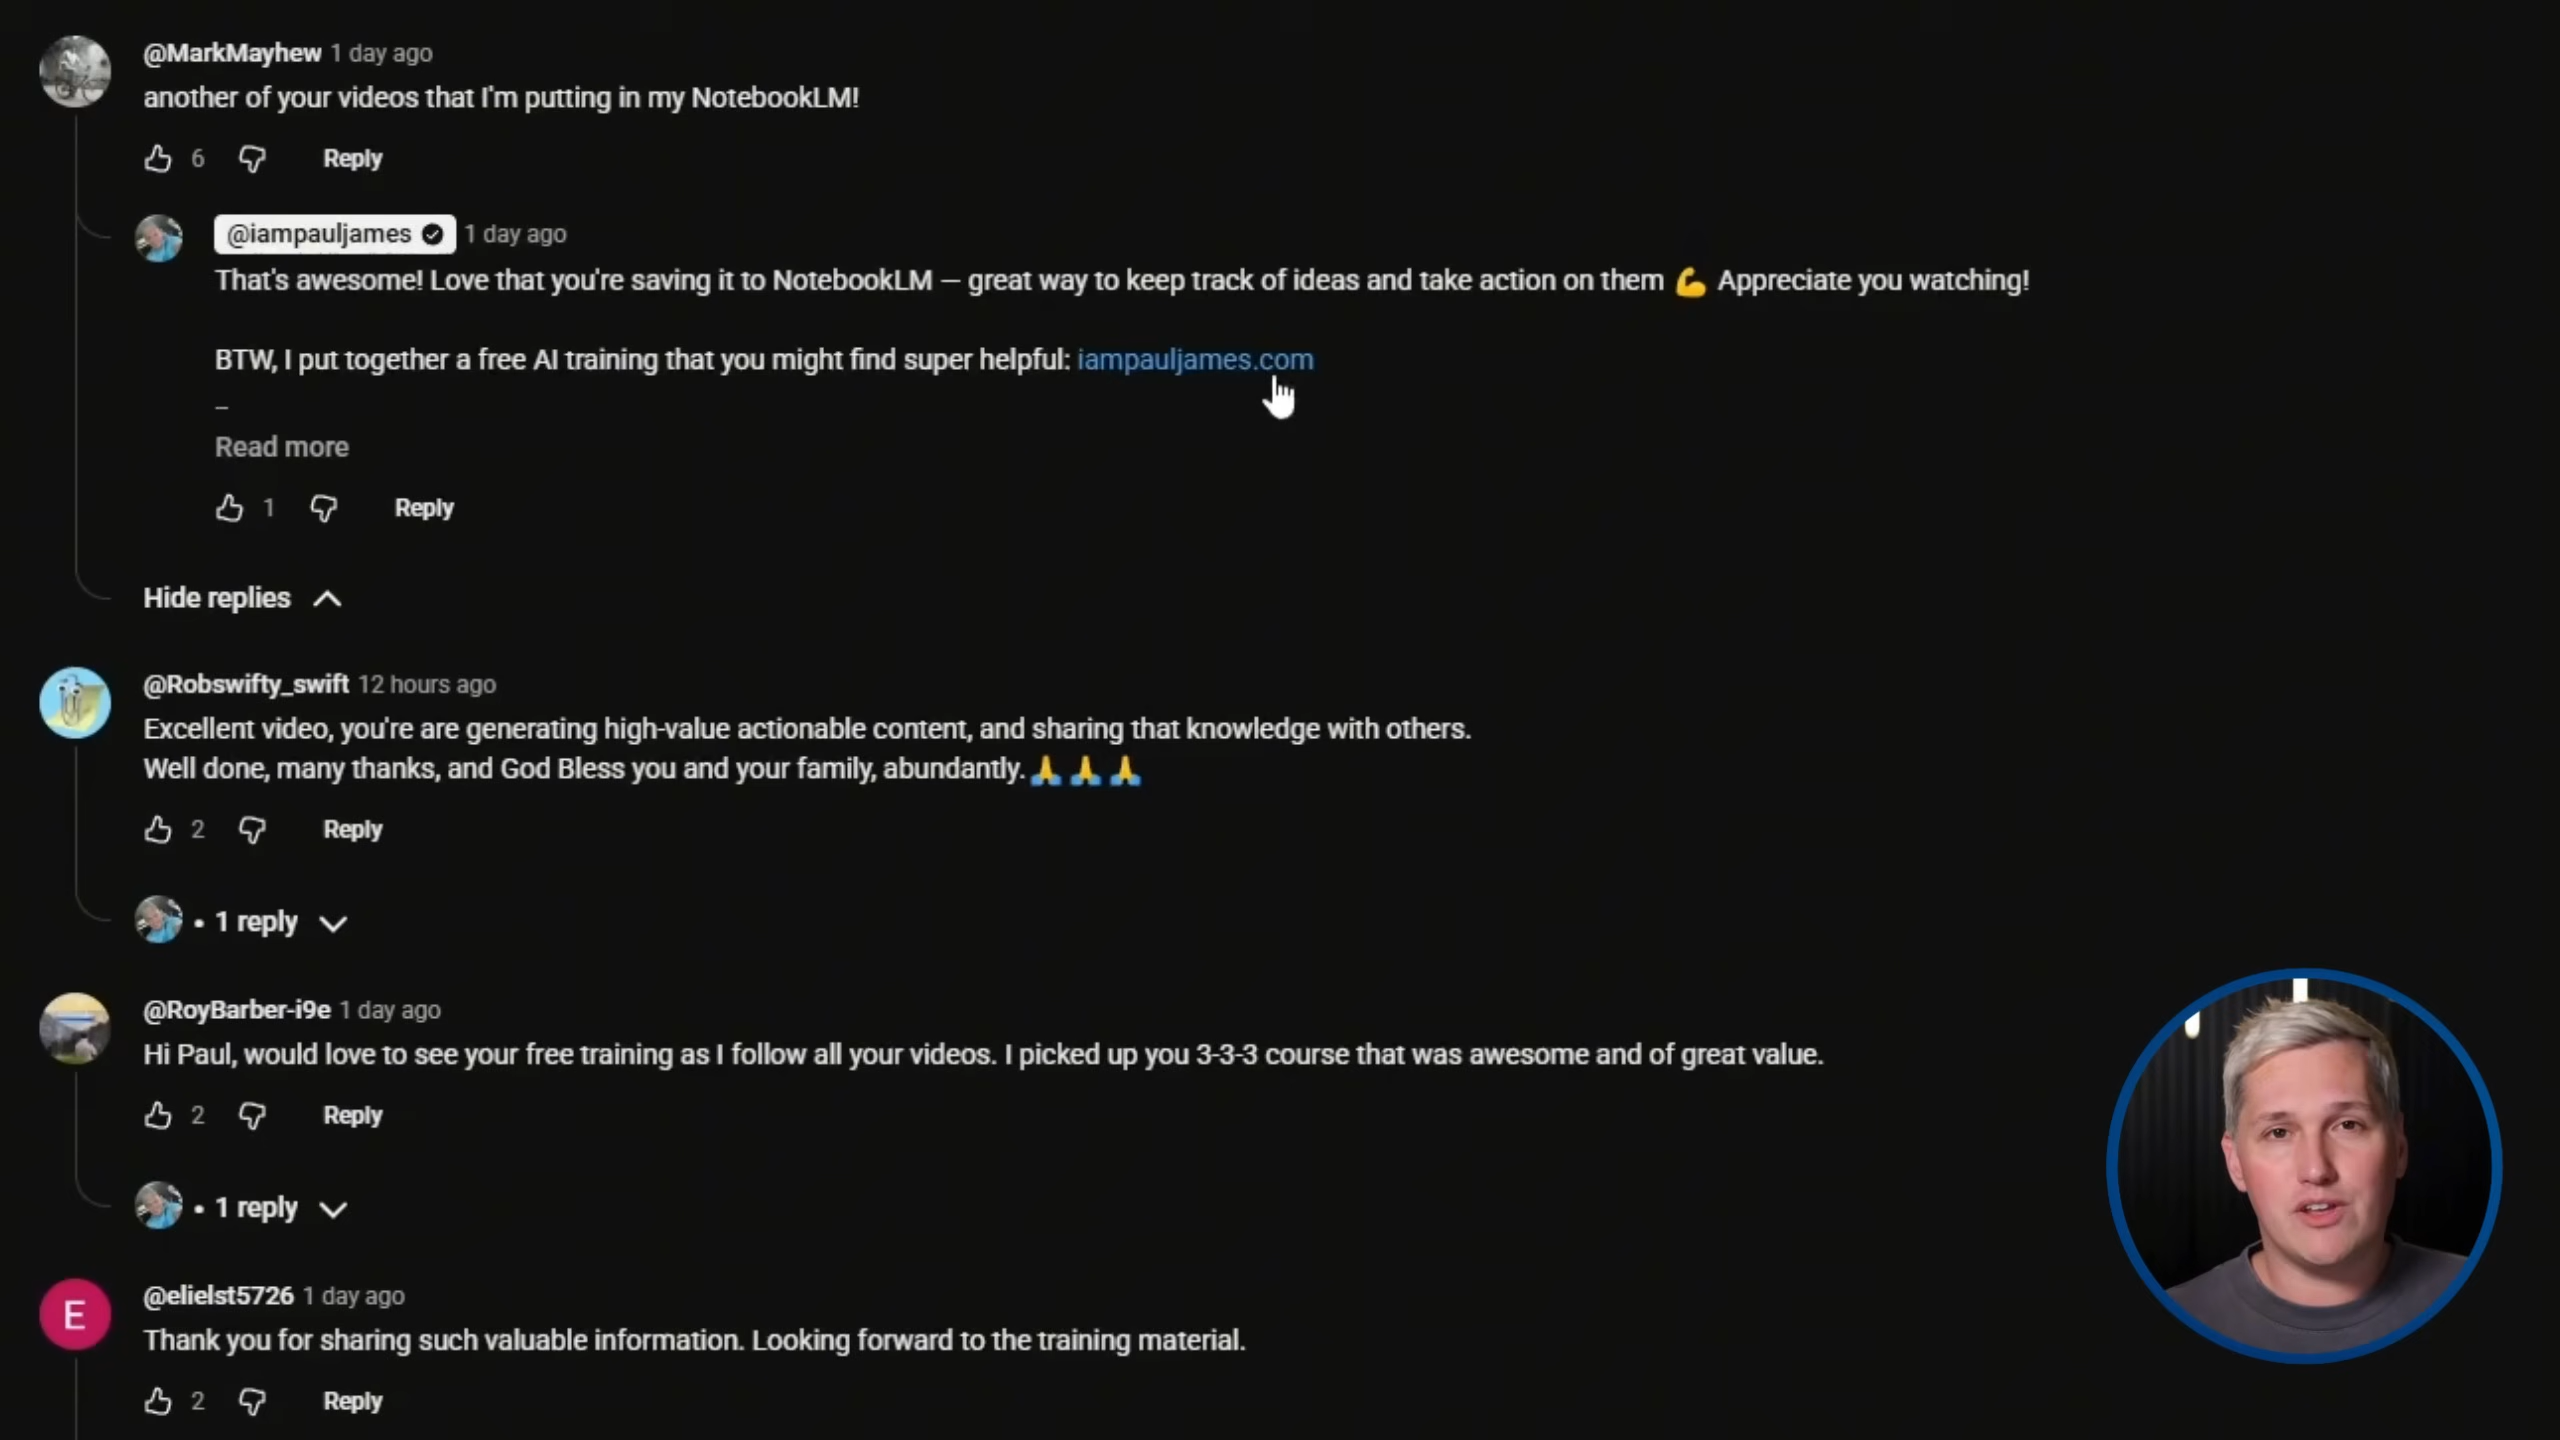 @MarkMayhew 1 day ago
another of your videos that I'm putting in my NotebookLM!
6 Reply
@iampauljames 1 day ago
That's awesome! Love that you're saving it to NotebookLM — great way to keep track of ideas and take action on them 💪 Appreciate you watching!
BTW, I put together a free AI training that you might find super helpful: iampauljames.com
–
Read more
1 Reply
Hide replies
@Robswifty_swift 12 hours ago
Excellent video, you're are generating high-value actionable content, and sharing that knowledge with others.
Well done, many thanks, and God Bless you and your family, abundantly.🙏🙏🙏
2 Reply
• 1 reply
@RoyBarber-i9e 1 day ago
Hi Paul, would love to see your free training as I follow all your videos. I picked up you 3-3-3 course that was awesome and of great value.
2 Reply
• 1 reply
E
@elielst5726 1 day ago
Thank you for sharing such valuable information. Looking forward to the training material.
2 Reply